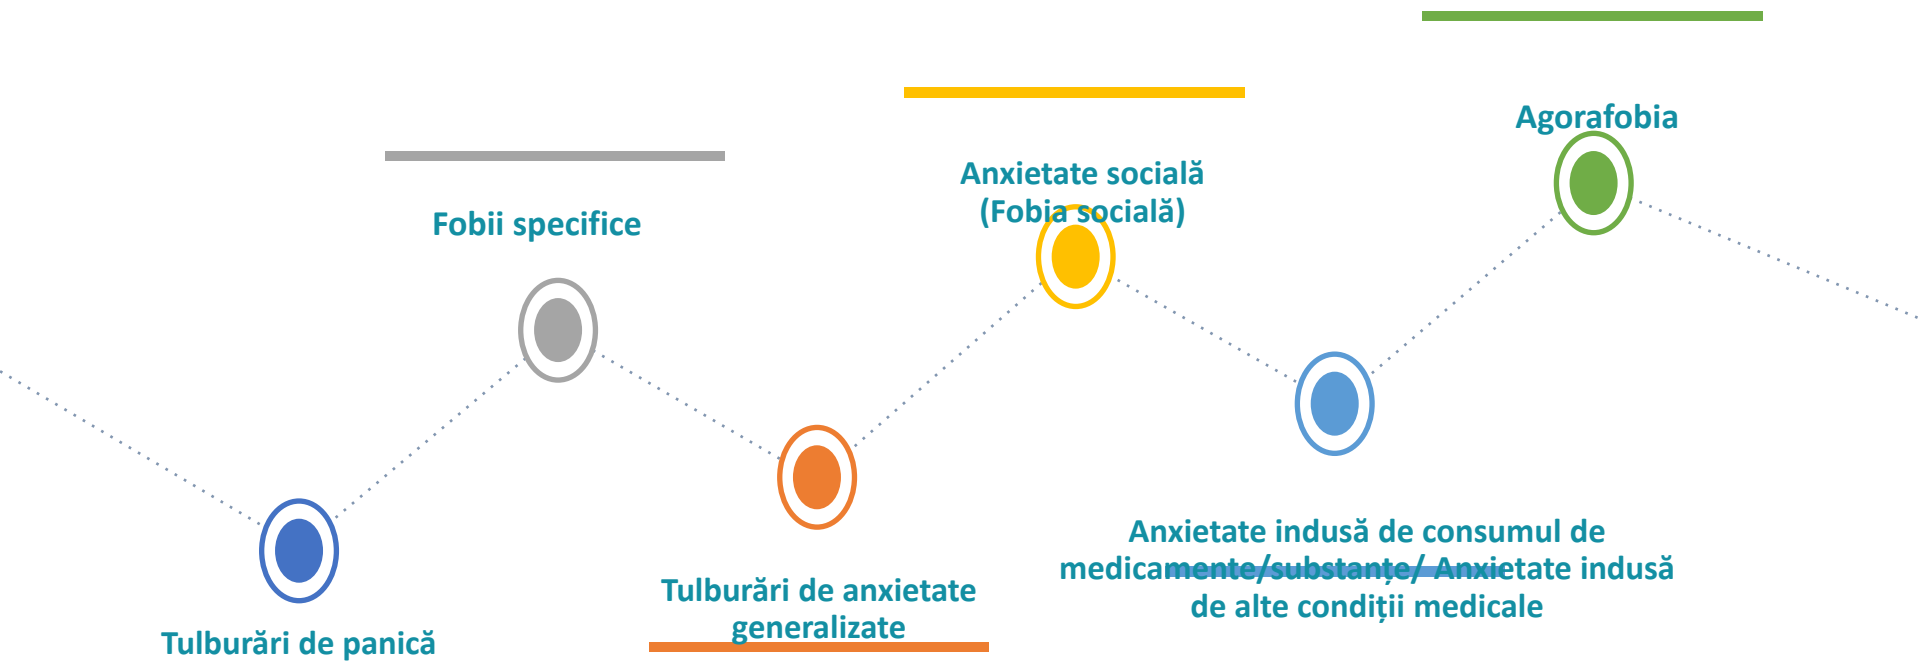 Agorafobia
Anxietate socială
(Fobia socială)
Fobii specifice
Anxietate indusă de consumul de
medicamente/substanțe/ Anxietate indusă
de alte condiții medicale
Tulburări de anxietate
generalizate
Tulburări de panică